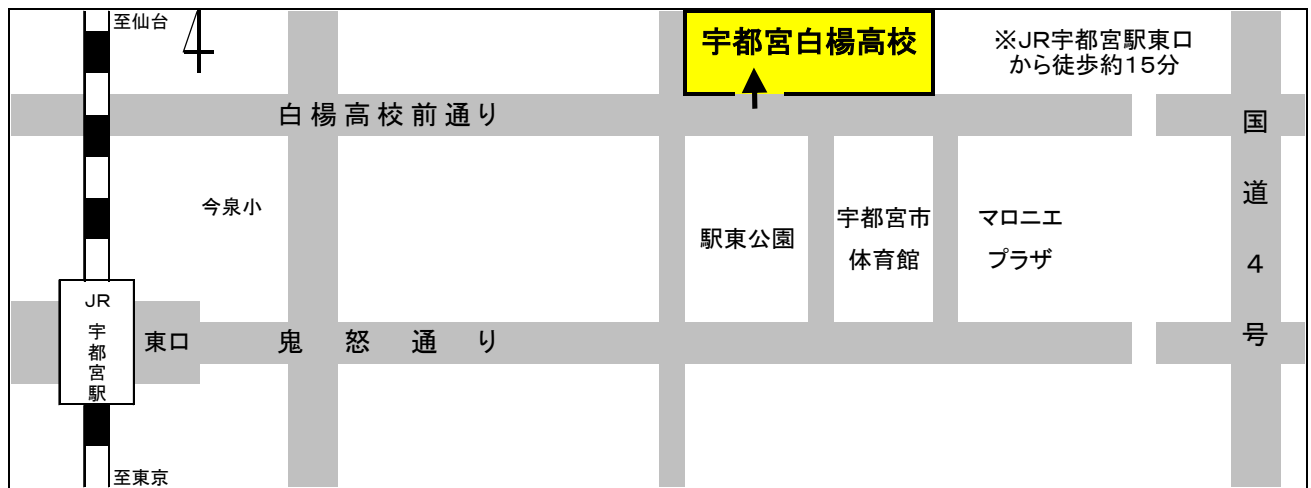 至仙台
宇都宮白楊高校
※JR宇都宮駅東口
から徒歩約15分
白楊高校前通り
国道4号
今泉小
駅東公園
宇都宮市
体育館
マロニエ
プラザ
JR
宇都宮駅
東口
鬼怒通り
至東京